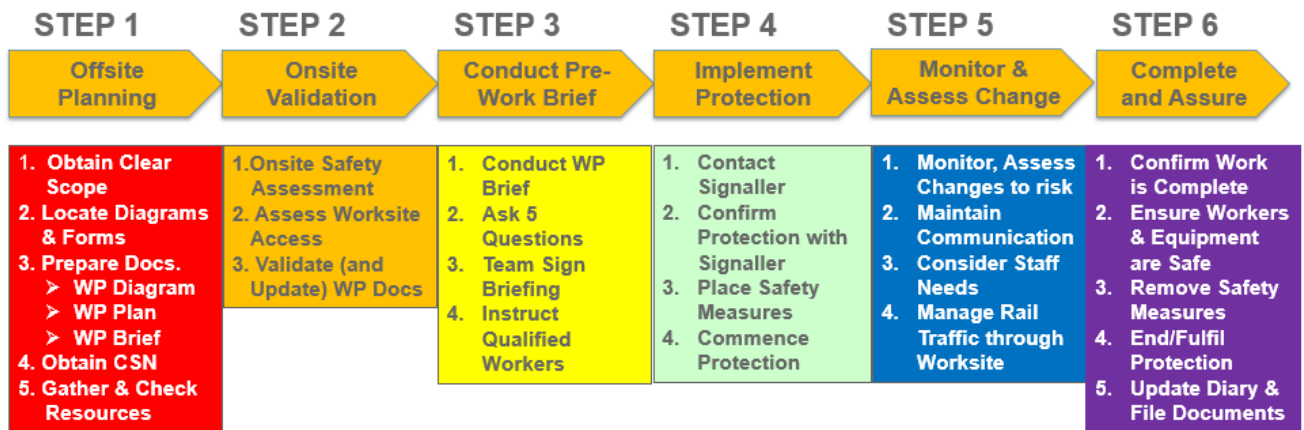 STEP 1
Offsite
Planning
1. Obtain Clear
Scope
2. Locate Diagrams
& Forms
3. Prepare Docs.
➢ WP Diagram
➢ WP Plan
➢ WP Brief
4. Obtain CSN
5. Gather & Check
Resources
STEP 2
Onsite
Validation
1.Onsite Safety
Assessment
2. Assess Worksite
Access
3. Validate (and
Update) WP Docs
STEP 3
Conduct Pre-
Work Brief
1. Conduct WP
Brief
2. Ask 5
Questions
3. Team Sign
Briefing
4. Instruct
Qualified
Workers
STEP 4
Implement
Protection
1. Contact
Signaller
2. Confirm
Protection with
Signaller
3. Place Safety
Measures
4. Commence
Protection
STEP 5
Monitor &
Assess Change
1. Monitor, Assess
Changes to risk
2. Maintain
Communication
3. Consider Staff
Needs
4. Manage Rail
Traffic through
Worksite
STEP 6
Complete
and Assure
1. Confirm Work
is Complete
2. Ensure Workers
& Equipment
are Safe
3. Remove Safety
Measures
4. End/Fulfil
Protection
5. Update Diary &
File Documents